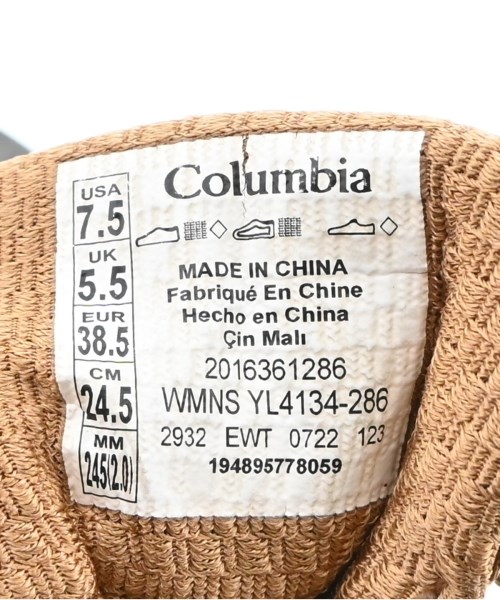 USA
7.5
UK
5.5
EUR
38.5
CM
24.5
MM
245(2.0)
Columbia
MADE IN CHINA
Fabriqué En Chine
Hecho en China
Çin Malı
2016361286
WMNS YL4134-286
2932 EWT 0722 123
194895778059